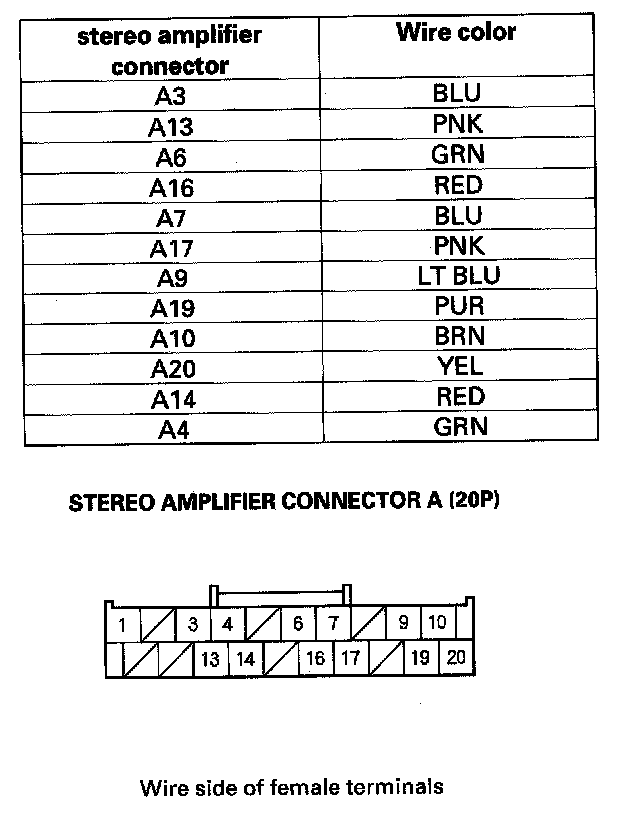 stereo amplifier connector Wire color
A3 BLU
A13 PNK
A6 GRN
A16 RED
A7 BLU
A17 PNK
A9 LT BLU
A19 PUR
A10 BRN
A20 YEL
A14 RED
A4 GRN
STEREO AMPLIFIER CONNECTOR A (20P)
1 3 4 6 7 9 10
13 14 16 17 19 20
Wire side of female terminals